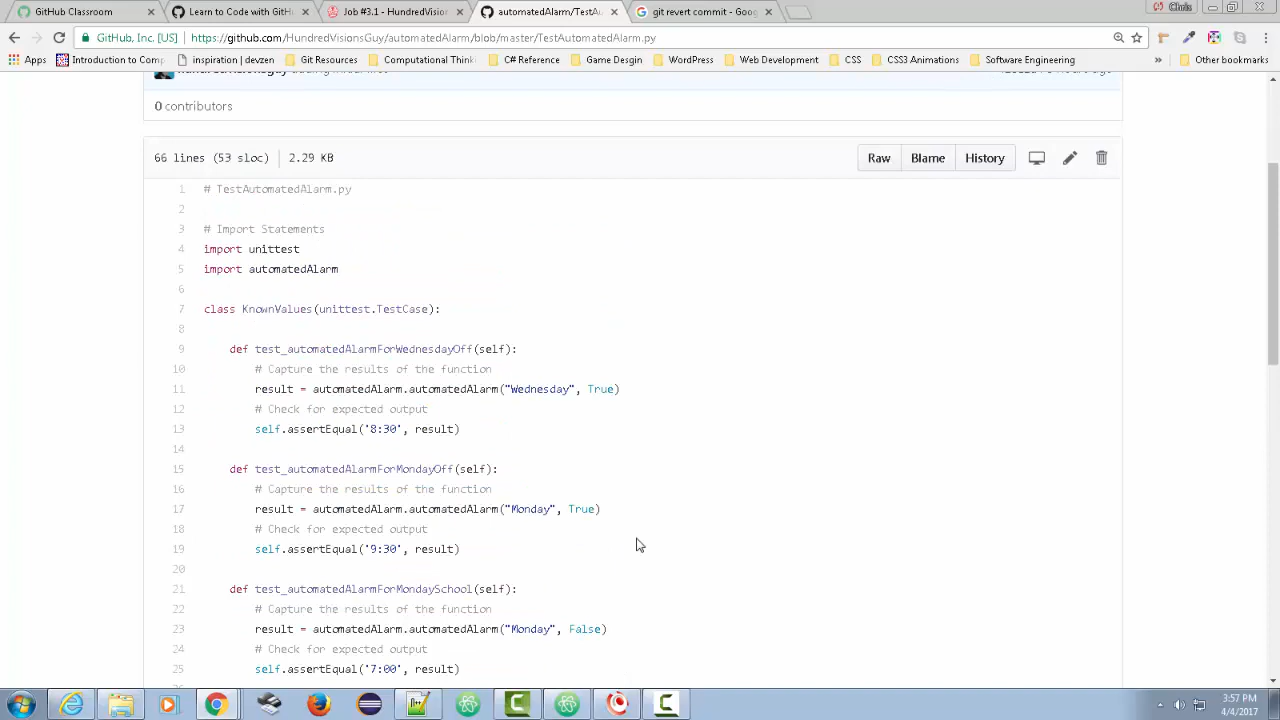 GitHub Classroom
Learn to Code with GitH
Job #3.1 - HundredVision
automatedAlarm/TestAu
git revert commit - Goo
Chris
GitHub, Inc. [US] https://github.com/HundredVisionsGuy/automatedAlarm/blob/master/TestAutomatedAlarm.py
Apps Introduction to Comp inspiration | devzen Git Resources Computational Think C# Reference Game Desgin WordPress Web Development CSS CSS3 Animations Software Engineering » Other bookmarks
0 contributors
66 lines (53 sloc) 2.29 KB Raw Blame History
1 # TestAutomatedAlarm.py
2
3 # Import Statements
4 import unittest
5 import automatedAlarm
6
7 class KnownValues(unittest.TestCase):
8
9 def test_automatedAlarmForWednesdayOff(self):
10 # Capture the results of the function
11 result = automatedAlarm.automatedAlarm("Wednesday", True)
12 # Check for expected output
13 self.assertEqual('8:30', result)
14
15 def test_automatedAlarmForMondayOff(self):
16 # Capture the results of the function
17 result = automatedAlarm.automatedAlarm("Monday", True)
18 # Check for expected output
19 self.assertEqual('9:30', result)
20
21 def test_automatedAlarmForMondaySchool(self):
22 # Capture the results of the function
23 result = automatedAlarm.automatedAlarm("Monday", False)
24 # Check for expected output
25 self.assertEqual('7:00', result)
3:57 PM
4/4/2017